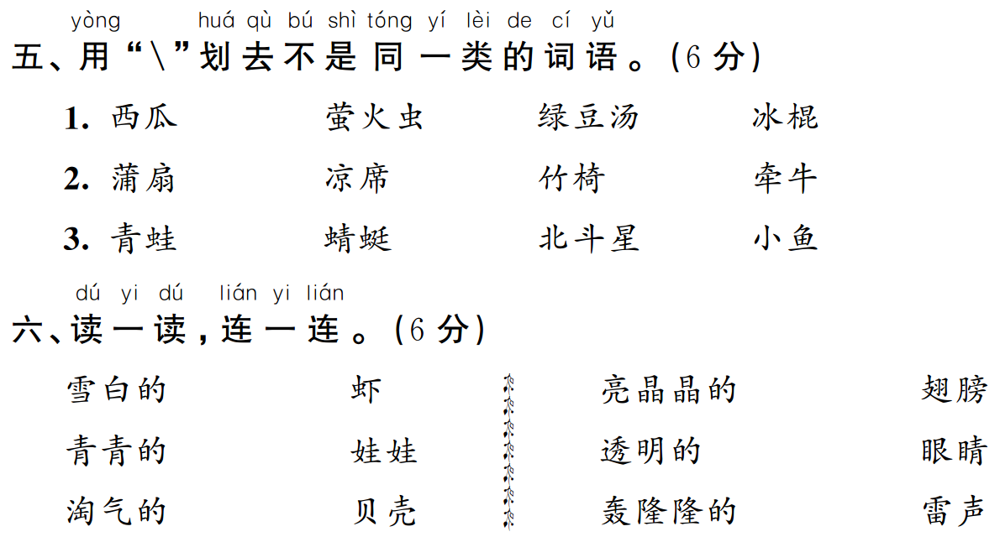 yòng huá qù bú shì tóng yí lèi de cí yǔ
五、用“\”划去不是同一类的词语。(6分)
1. 西瓜 萤火虫 绿豆汤 冰棍
2. 蒲扇 凉席 竹椅 牵牛
3. 青蛙 蜻蜓 北斗星 小鱼
dú yi dú lián yi lián
六、读一读,连一连。(6分)
雪白的 虾 亮晶晶的 翅膀
青青的 娃娃 透明的 眼睛
淘气的 贝壳 轰隆隆的 雷声